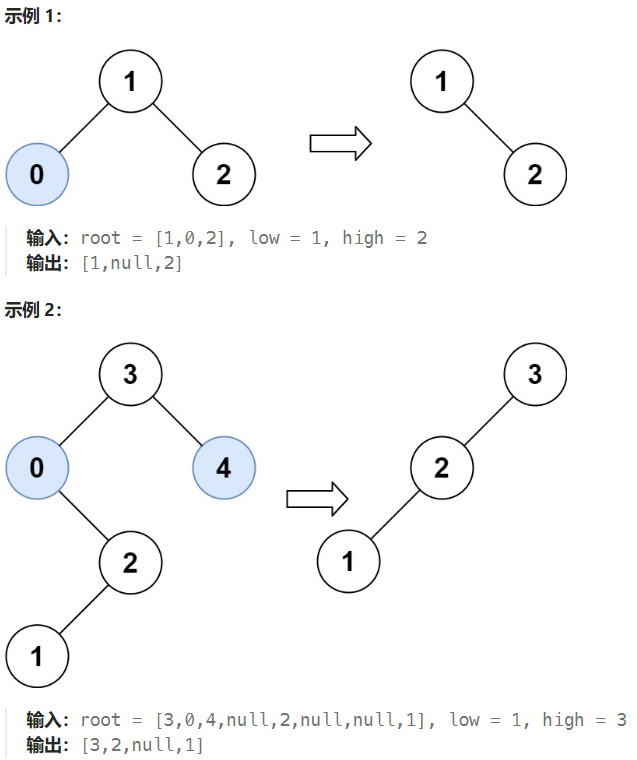 示例 1：
1
1
0
2
2
输入：root = [1,0,2], low = 1, high = 2
输出：[1,null,2]
示例 2：
3
3
0
4
2
2
1
1
输入：root = [3,0,4,null,2,null,null,1], low = 1, high = 3
输出：[3,2,null,1]